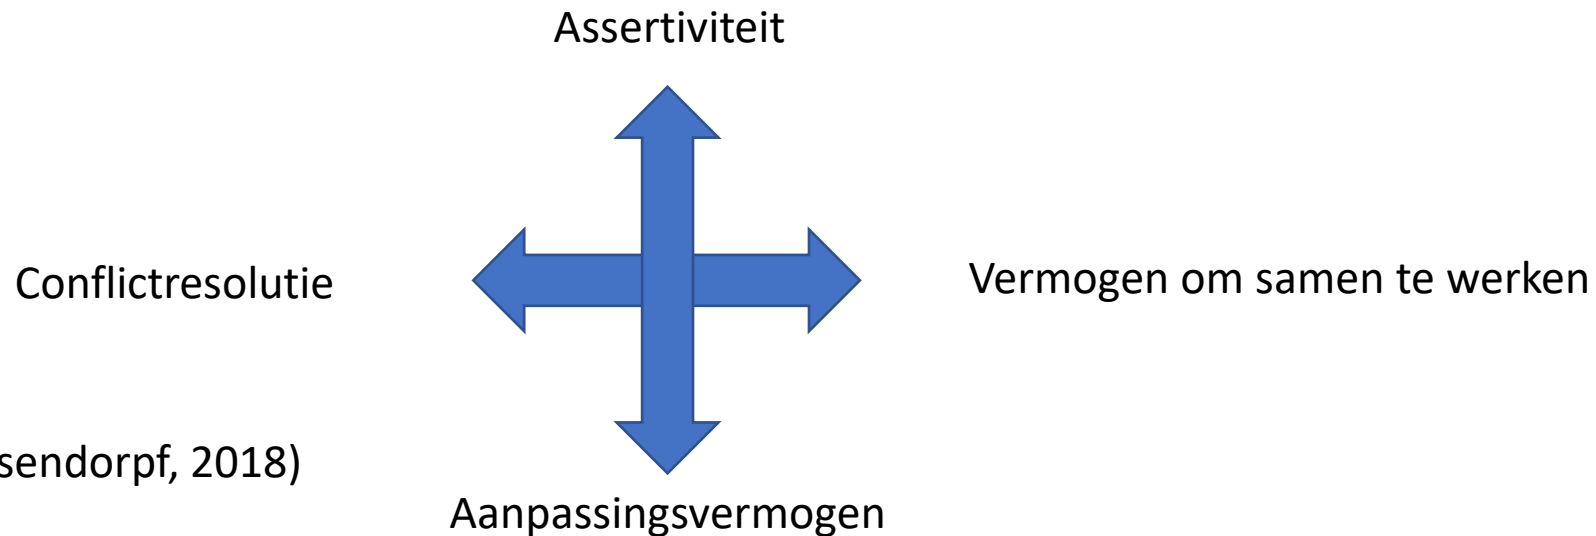 Assertiviteit
Conflictresolutie
Vermogen om samen te werken
sendorpf, 2018)
Aanpassingsvermogen